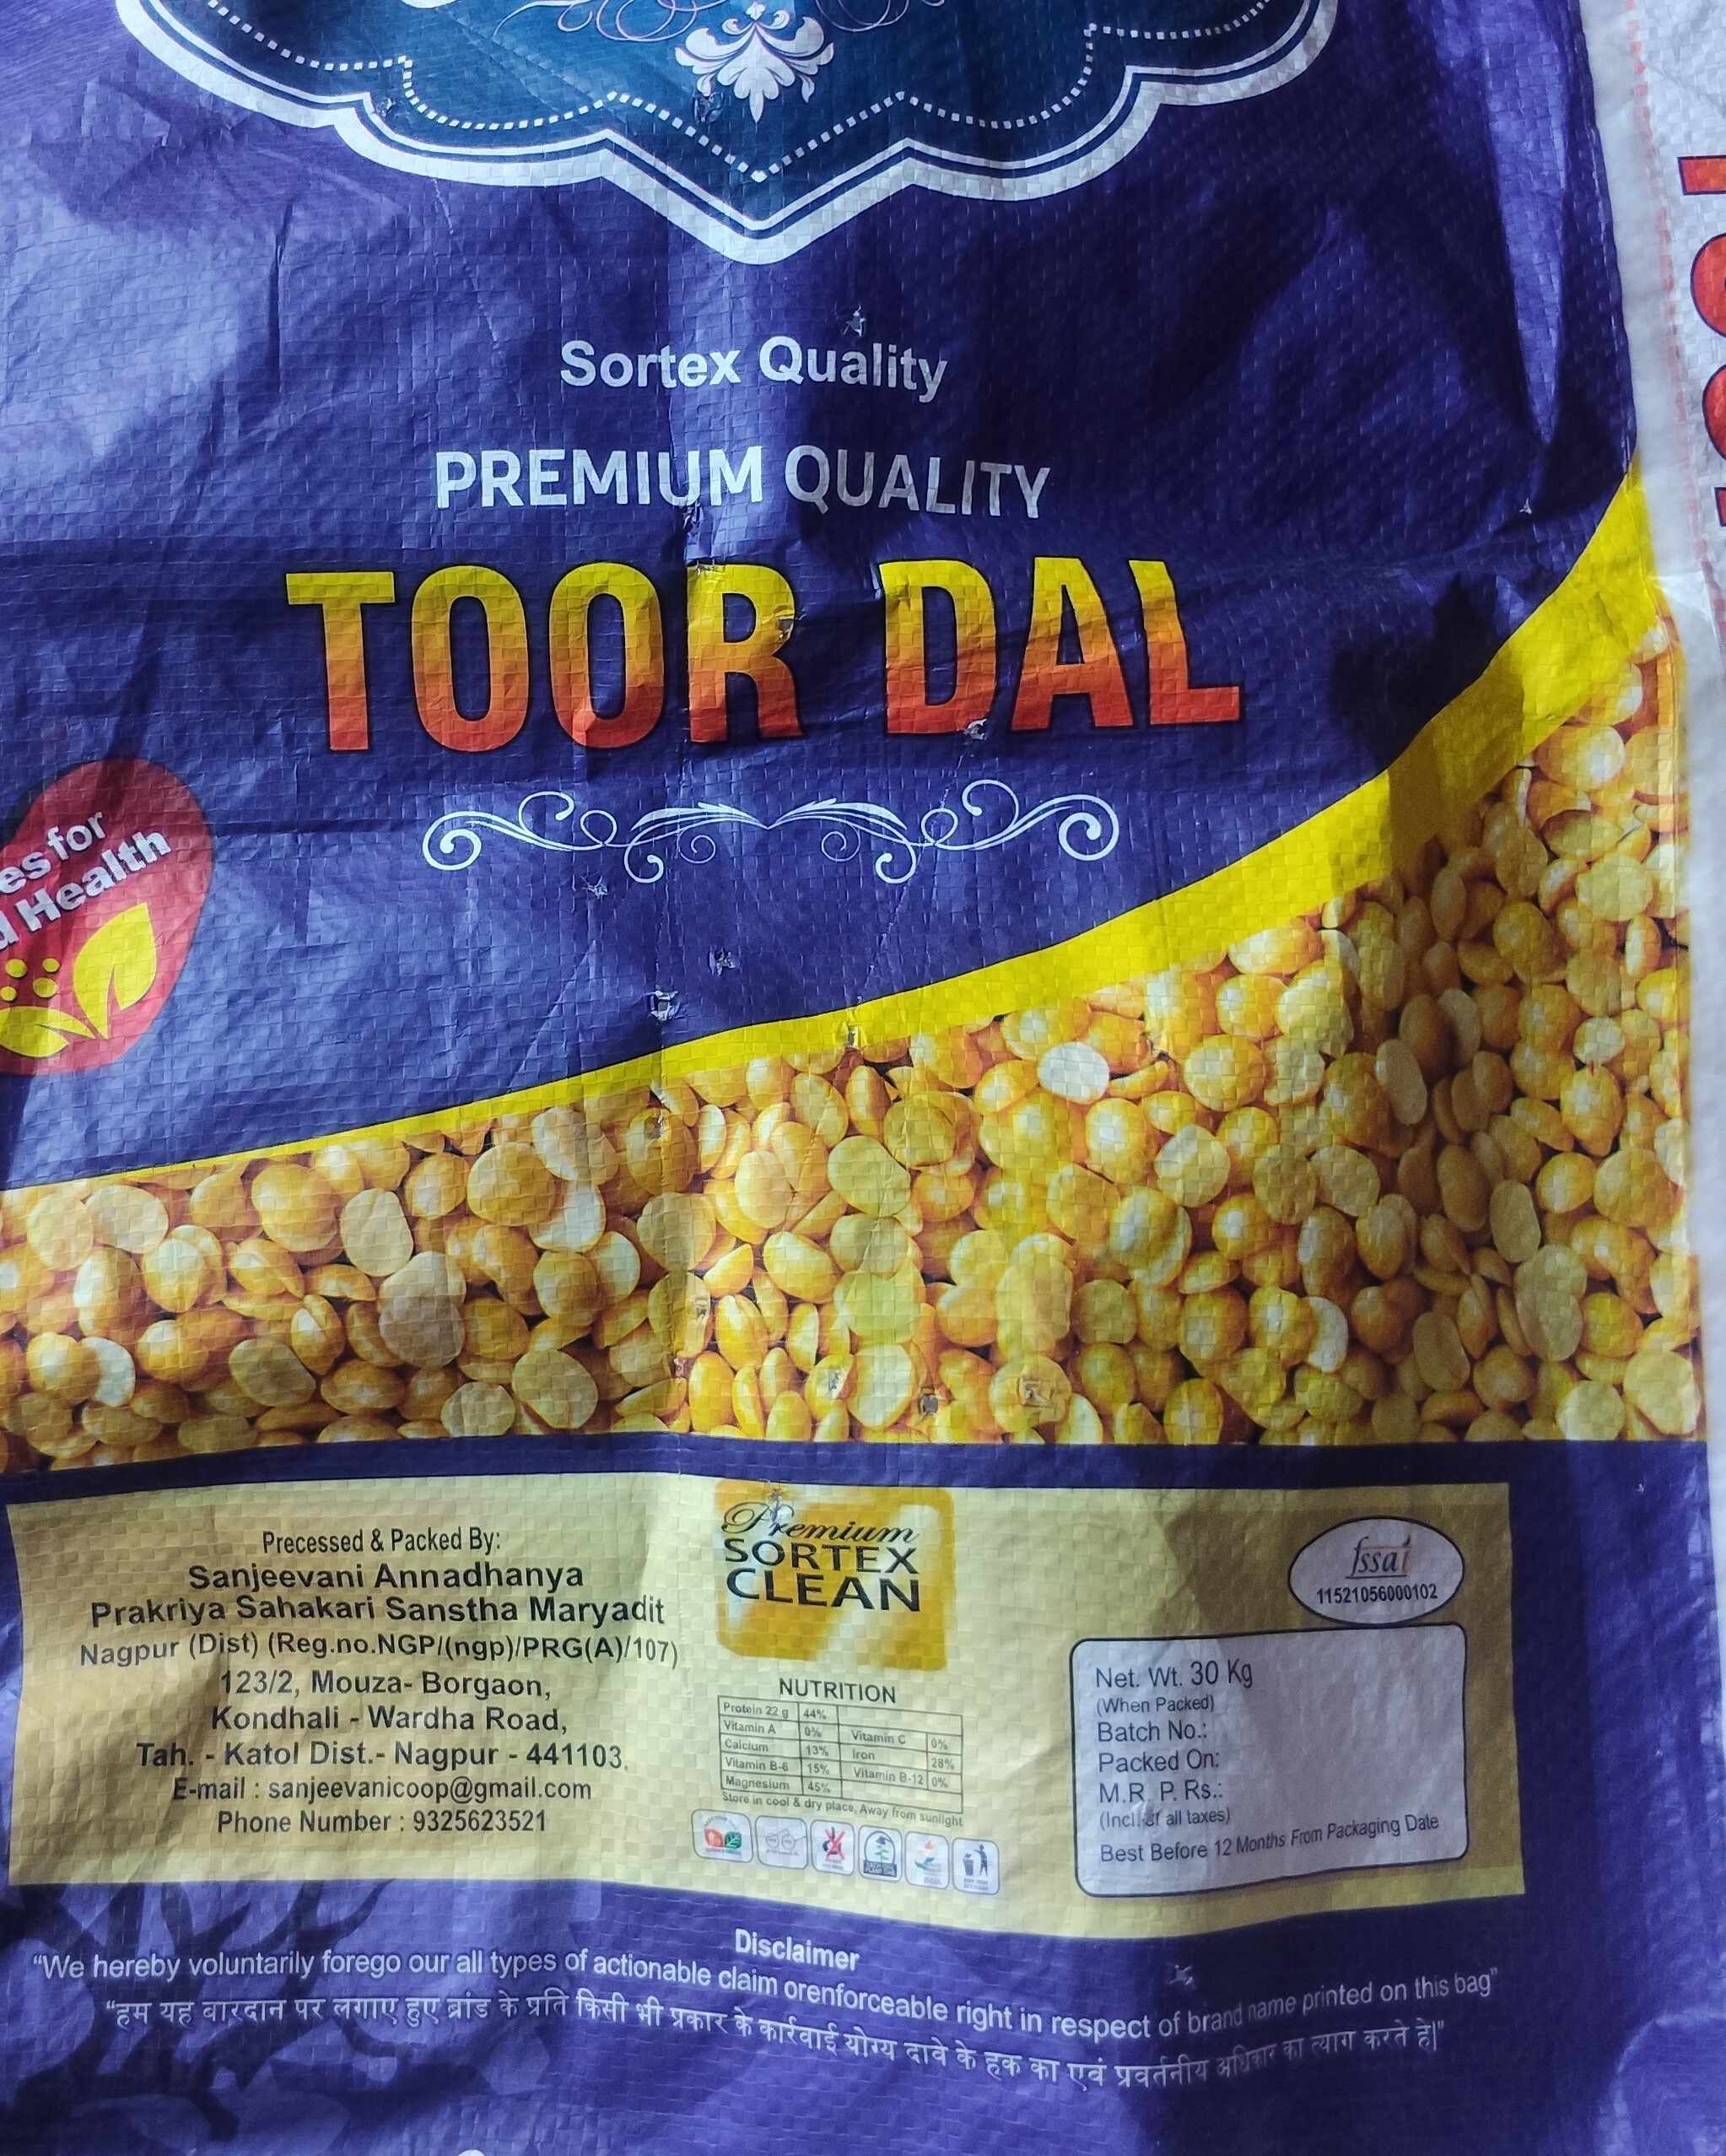 Sortex Quality
PREMIUM QUALITY
TOOR DAL
es for
Health
Precessed & Packed By:
Sanjeevani Annadhanya
Prakriya Sahakari Sanstha Maryadit
Nagpur (Dist) (Reg.no.NGP/(ngp)/PRG(A)/107)
123/2, Mouza- Borgaon,
Kondhali - Wardha Road,
Tah. - Katol Dist.- Nagpur - 441103.
E-mail : sanjeevanicoop@gmail.com
Phone Number : 9325623521
Premium
SORTEX
CLEAN
NUTRITION
Protein 22 g 44%
Vitamin A 0% Vitamin C 0%
Calcium 13% Iron 28%
Vitamin B-6 15% Vitamin B-12 0%
Magnesium 45%
Store in cool & dry place, Away from sunlight
fssai
11521056000102
Net. Wt. 30 Kg
(When Packed)
Batch No.:
Packed On:
M.R. P. Rs.:
(Incl. of all taxes)
Best Before 12 Months From Packaging Date
Disclaimer
“We hereby voluntarily forego our all types of actionable claim orenforceable right in respect of brand name printed on this bag”
“हम यह बारदान पर लगाए हुए ब्रांड के प्रति किसी भी प्रकार के कार्रवाई योग्य दावे के हक का एवं प्रवर्तनीय अधिकार का त्याग करते हे|”